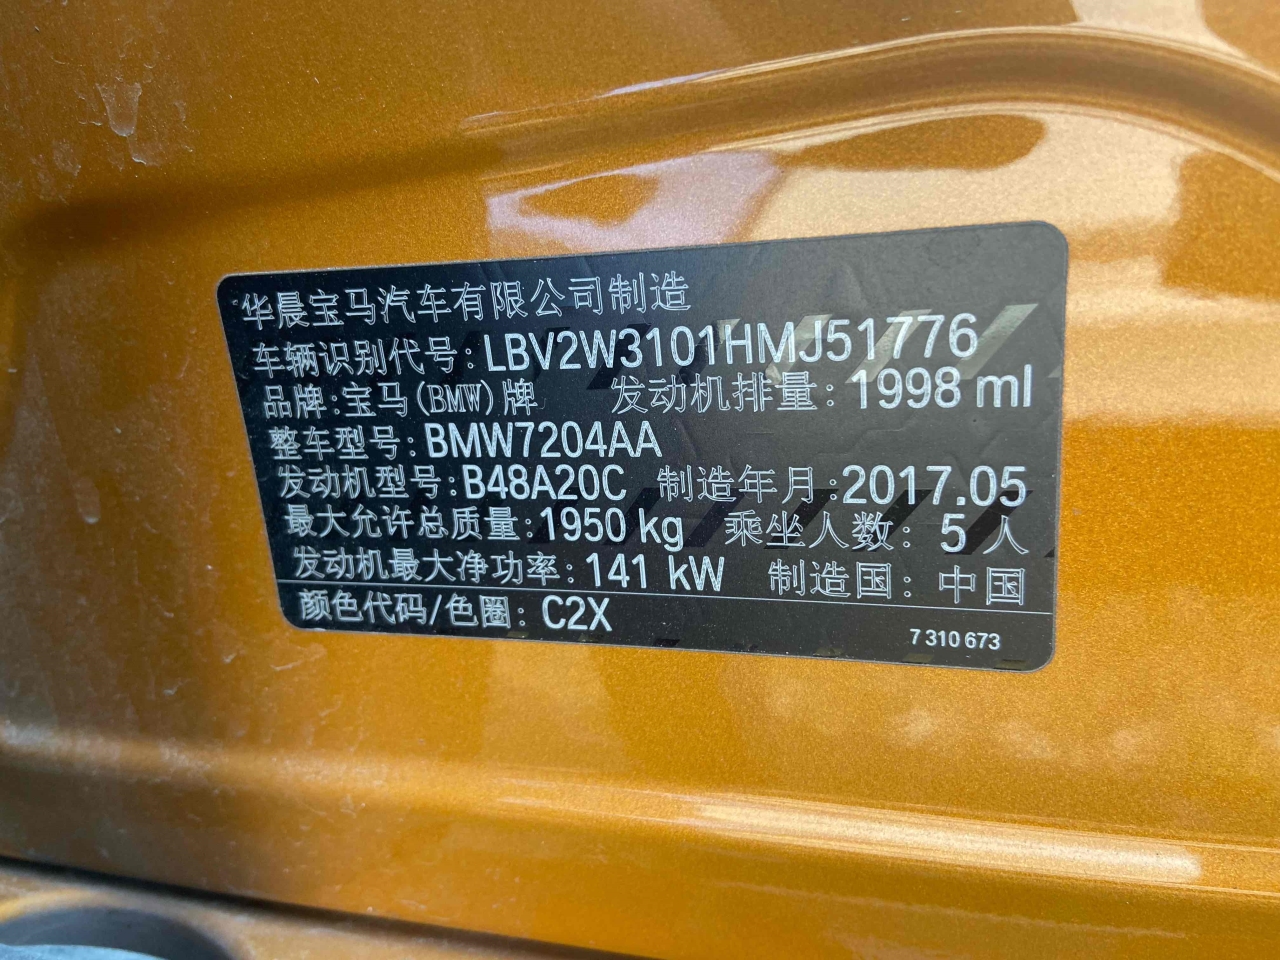 华晨宝马汽车有限公司制造
车辆识别代号: LBV2W3101HMJ51776
品牌: 宝马(BMW)牌 发动机排量: 1998 ml
整车型号: BMW7204AA
发动机型号: B48A20C 制造年月: 2017.05
最大允许总质量: 1950 kg 乘坐人数: 5 人
发动机最大净功率: 141 kW 制造国: 中国
颜色代码/色圈: C2X
7 310 673